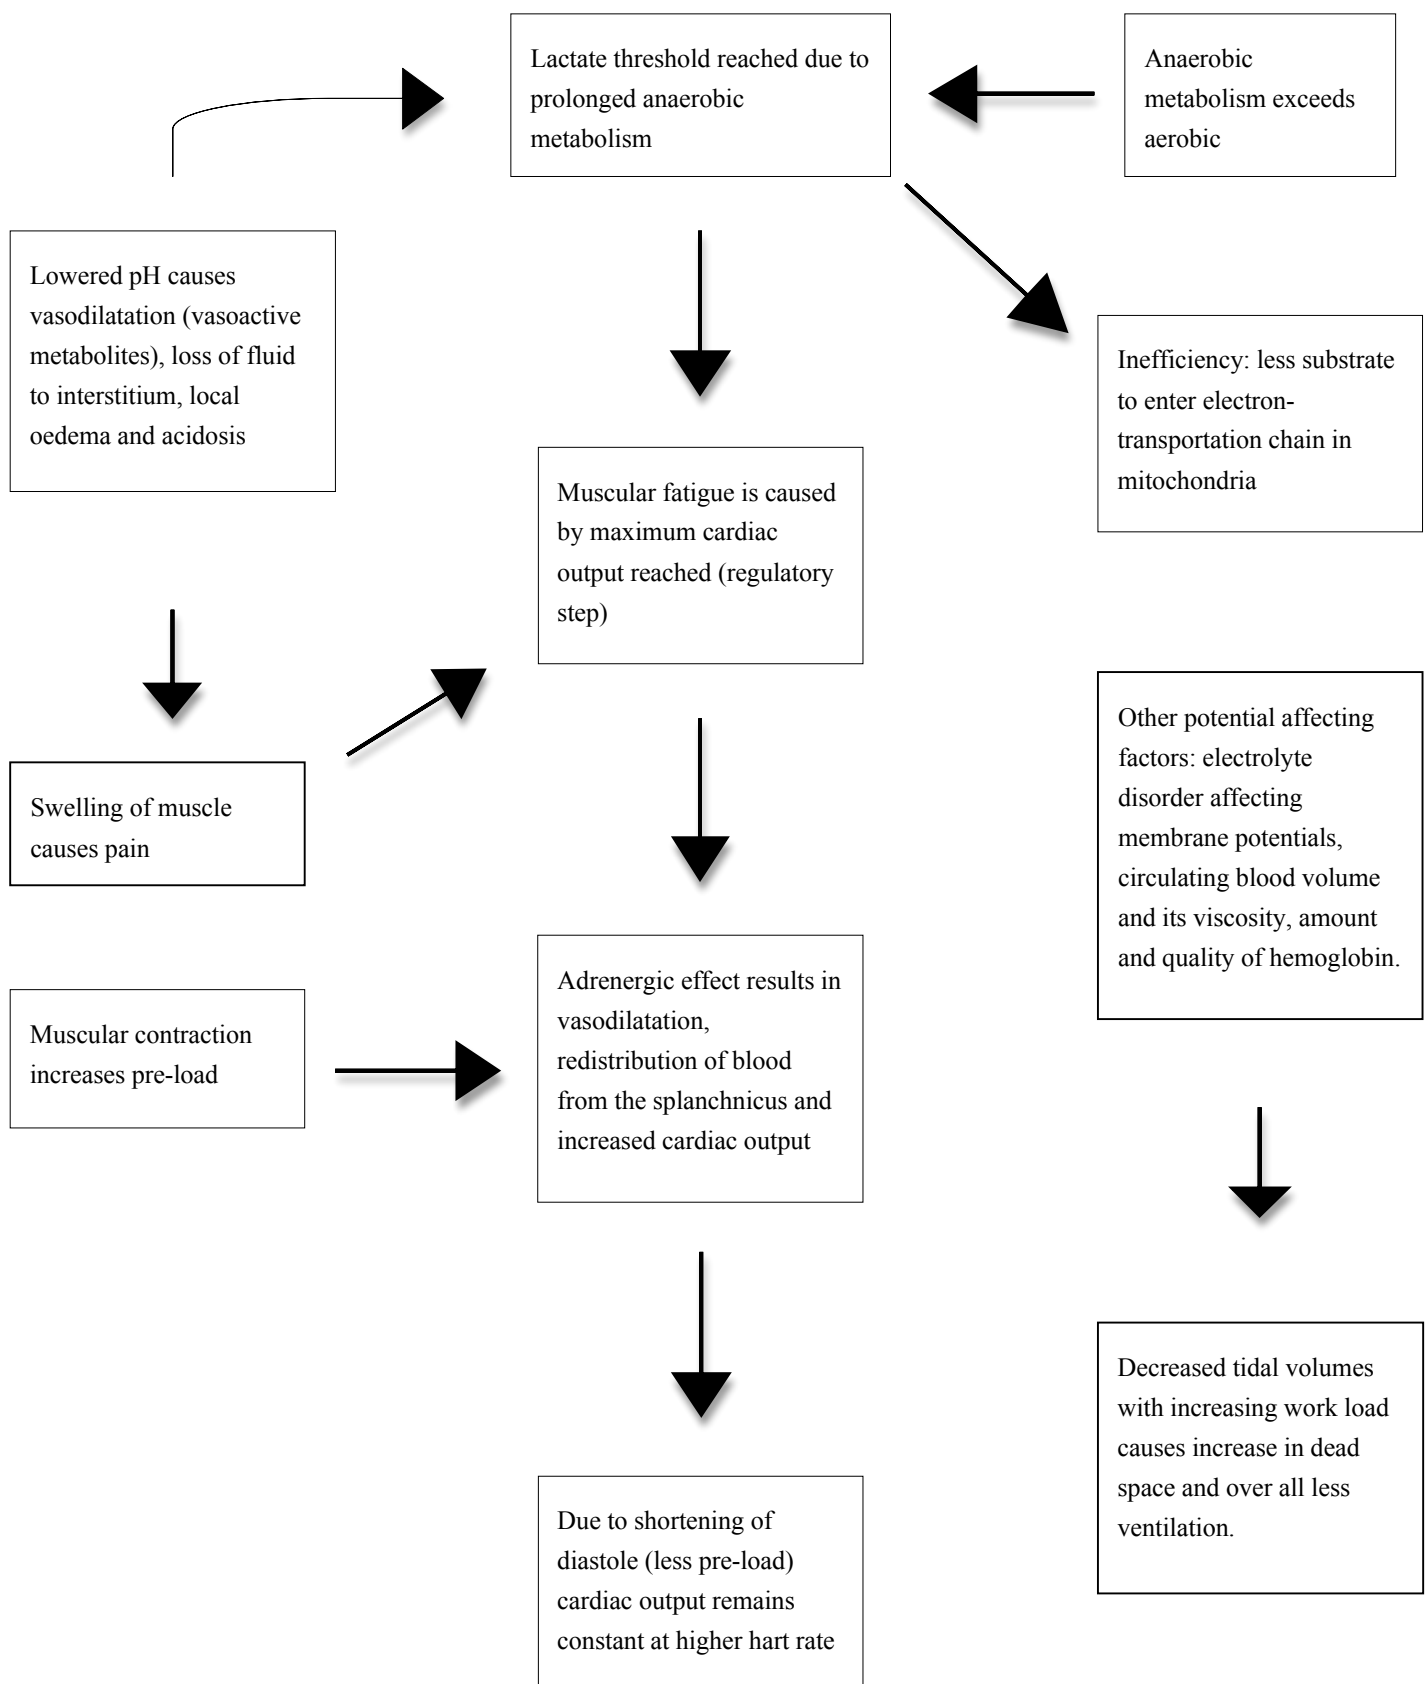 Lactate threshold reached due to
prolonged anaerobic
metabolism
Anaerobic
metabolism exceeds
aerobic
Lowered pH causes
vasodilatation (vasoactive
metabolites), loss of fluid
to interstitium, local
oedema and acidosis
Inefficiency: less substrate
to enter electron-
transportation chain in
mitochondria
Muscular fatigue is caused
by maximum cardiac
output reached (regulatory
step)
Other potential affecting
factors: electrolyte
disorder affecting
membrane potentials,
circulating blood volume
and its viscosity, amount
and quality of hemoglobin.
Swelling of muscle
causes pain
Adrenergic effect results in
vasodilatation,
redistribution of blood
from the splanchnicus and
increased cardiac output
Muscular contraction
increases pre-load
Decreased tidal volumes
with increasing work load
causes increase in dead
space and over all less
ventilation.
Due to shortening of
diastole (less pre-load)
cardiac output remains
constant at higher hart rate